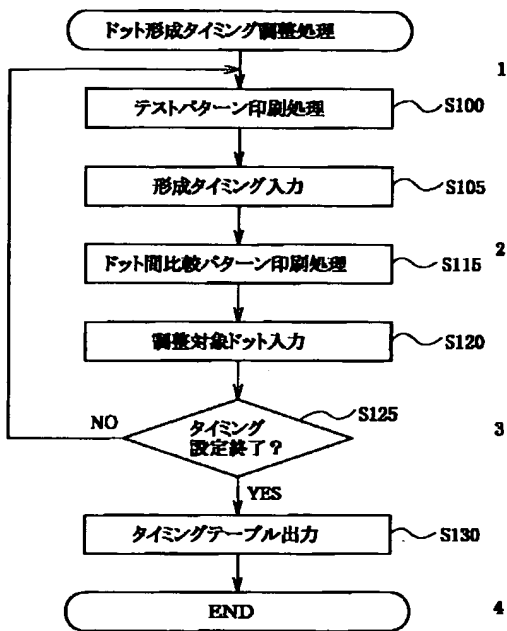 ドット形成タイミング調整処理
1
テストパターン印刷処理
S100
形成タイミング入力
S105
2
ドット間比較パターン印刷処理
S115
調整対象ドット入力
S120
NO
タイミング
設定終了？
S125
3
YES
タイミングテーブル出力
S130
END
4